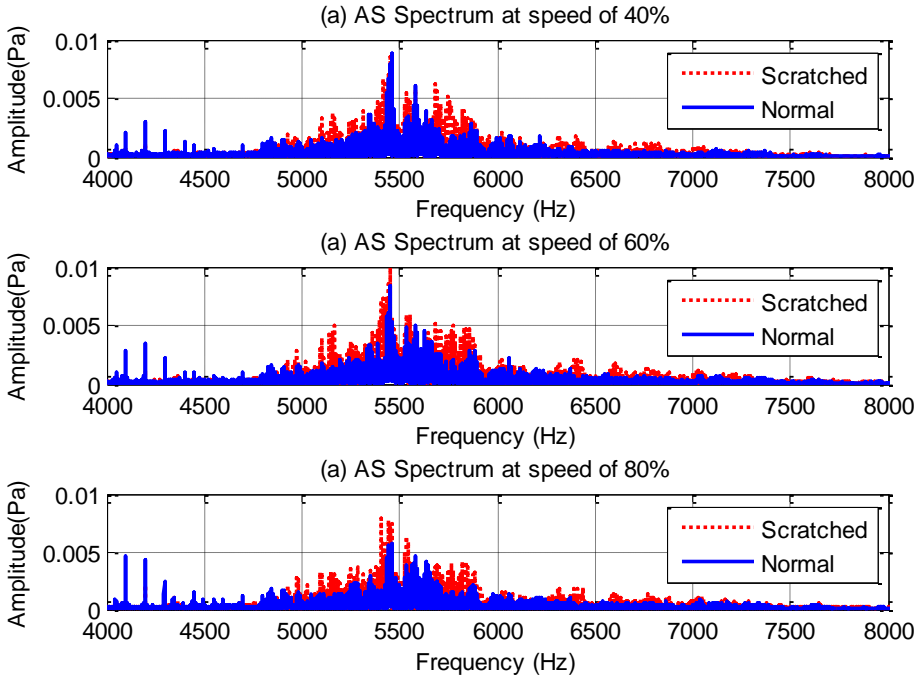 (a) AS Spectrum at speed of 40%
Amplitude(Pa)
0.01
0.005
0
Scratched
Normal
4000 4500 5000 5500 6000 6500 7000 7500 8000
Frequency (Hz)
(a) AS Spectrum at speed of 60%
Amplitude(Pa)
0.01
0.005
0
Scratched
Normal
4000 4500 5000 5500 6000 6500 7000 7500 8000
Frequency (Hz)
(a) AS Spectrum at speed of 80%
Amplitude(Pa)
0.01
0.005
0
Scratched
Normal
4000 4500 5000 5500 6000 6500 7000 7500 8000
Frequency (Hz)